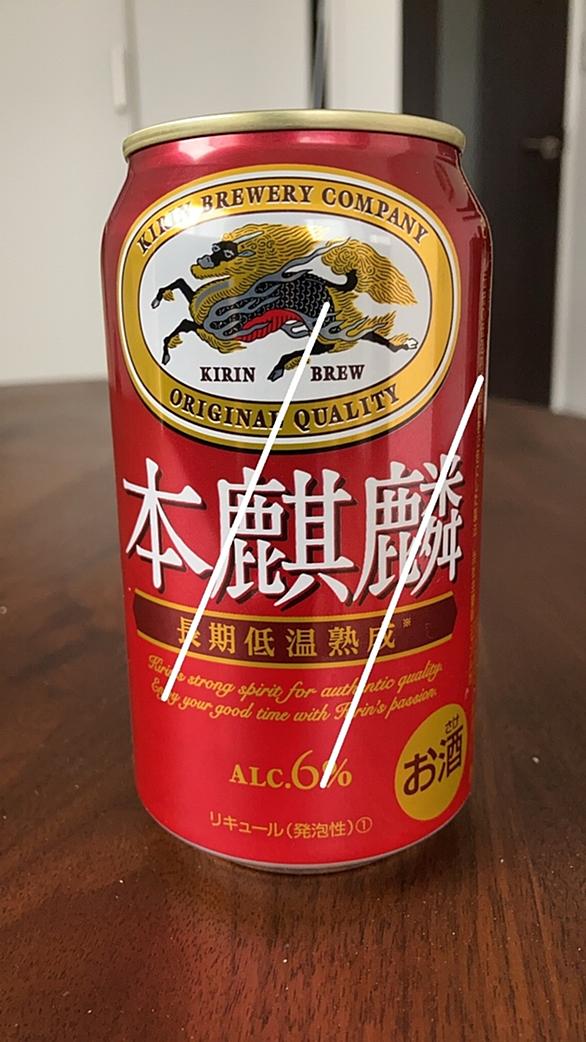 KIRIN BREWERY COMPANY
KIRIN BREW
ORIGINAL QUALITY
本麒麟
長期低温熟成※
Kirin's strong spirit for authentic quality.
Enjoy your good time with Kirin's passion.
ALC.6%
さけ
お酒
リキュール(発泡性)①